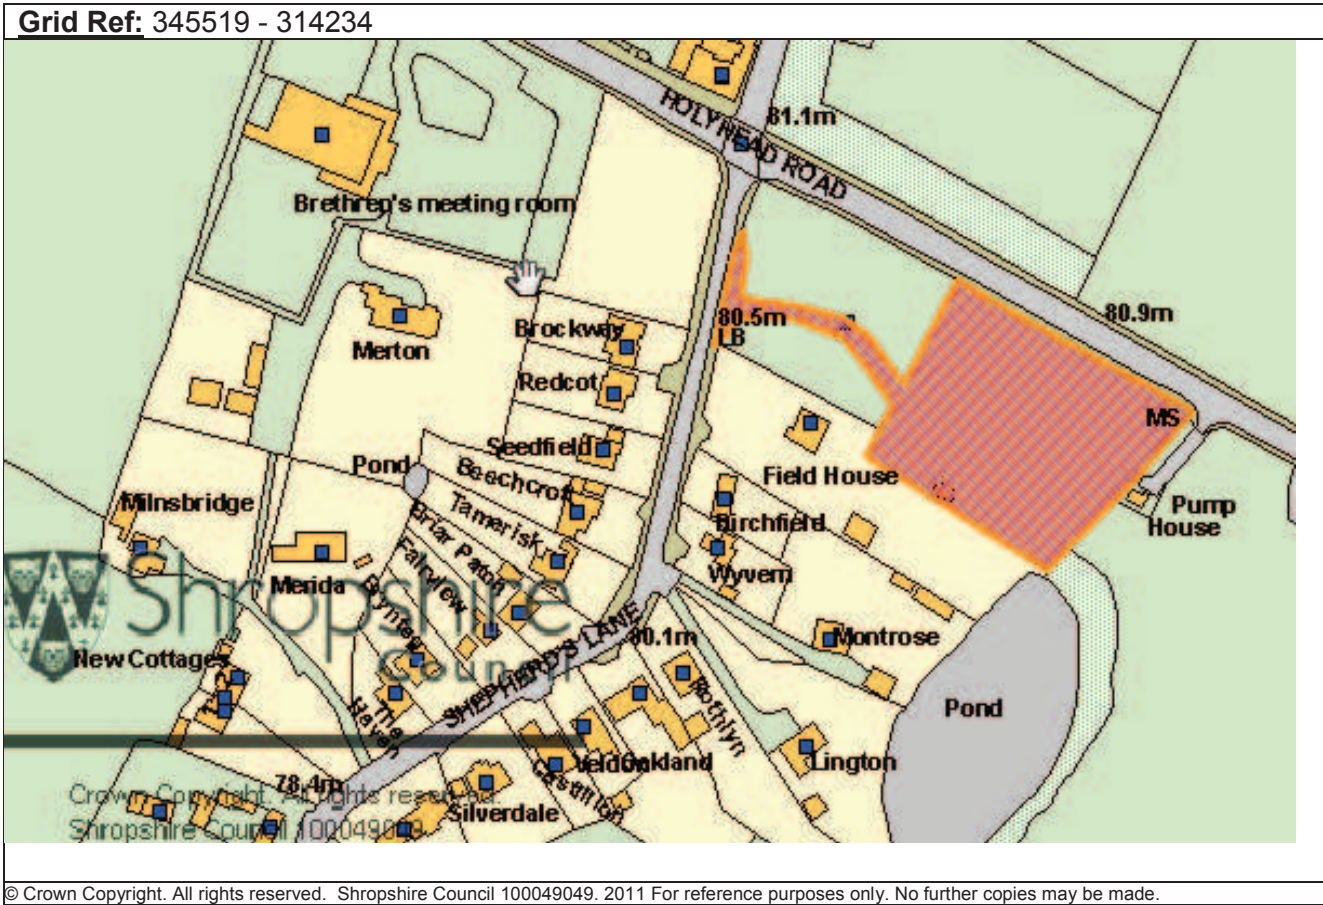 Grid Ref: 345519 - 314234
HOLYHEAD ROAD
81.1m
Brethren's meeting room
80.9m
80.5m
LB
Brockway
Merton
Redcot
MS
Seedfield
Pond
Beechcroft
Field House
Milnsbridge
Tamerisk
Pump
House
Birchfield
Briar Paton
Fairview
Wyvern
Merida
Shropshire
Council
80.1m
Montrose
New Cottages
SHEPHERD'S LANE
Rothlyn
Pond
The
Haven
Oakland
Lington
78.4m
Silverdale
Crown Copyright. All rights reserved.
Shropshire Council 100049049
© Crown Copyright. All rights reserved. Shropshire Council 100049049. 2011 For reference purposes only. No further copies may be made.